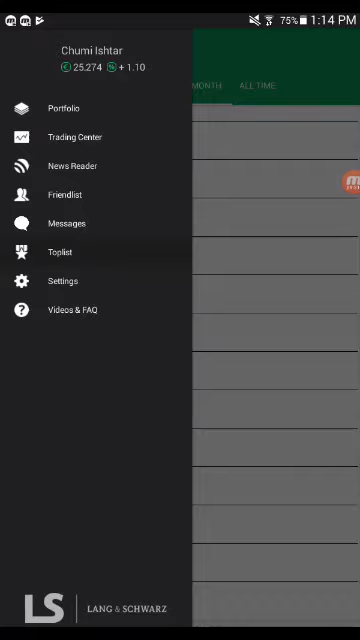 75% 1:14 PM
Chumi Ishtar
€ 25.274 % + 1.10
MONTH ALL TIME
Portfolio
Trading Center
News Reader
Friendlist
Messages
Toplist
Settings
Videos & FAQ
LS LANG & SCHWARZ